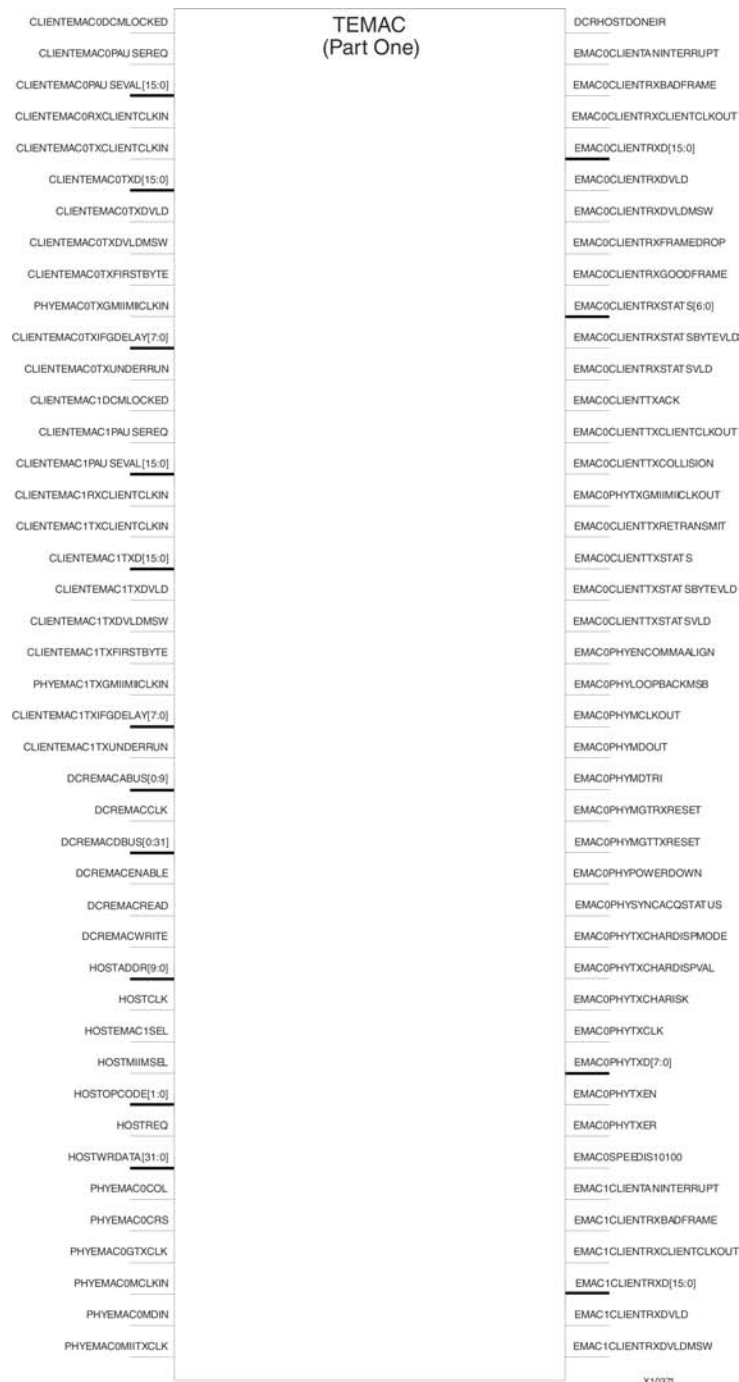 TEMAC
(Part One)
CLIENTEMAC0DCMLOCKED
CLIENTEMAC0PAUSEREQ
CLIENTEMAC0PAUSEVAL[15:0]
CLIENTEMAC0RXCLIENTCLKIN
CLIENTEMAC0TXCLIENTCLKIN
CLIENTEMAC0TXD[15:0]
CLIENTEMAC0TXDVLD
CLIENTEMAC0TXDVLDMSW
CLIENTEMAC0TXFIRSTBYTE
PHYEMAC0TXGMIIMIICLKIN
CLIENTEMAC0TXIFGDELAY[7:0]
CLIENTEMAC0TXUNDERRUN
CLIENTEMAC1DCMLOCKED
CLIENTEMAC1PAUSEREQ
CLIENTEMAC1PAUSEVAL[15:0]
CLIENTEMAC1RXCLIENTCLKIN
CLIENTEMAC1TXCLIENTCLKIN
CLIENTEMAC1TXD[15:0]
CLIENTEMAC1TXDVLD
CLIENTEMAC1TXDVLDMSW
CLIENTEMAC1TXFIRSTBYTE
PHYEMAC1TXGMIIMIICLKIN
CLIENTEMAC1TXIFGDELAY[7:0]
CLIENTEMAC1TXUNDERRUN
DCREMACABUS[0:9]
DCREMACCLK
DCREMACDBUS[0:31]
DCREMACENABLE
DCREMACREAD
DCREMACWRITE
HOSTADDR[9:0]
HOSTCLK
HOSTEMAC1SEL
HOSTMIIMSEL
HOSTOPCODE[1:0]
HOSTREQ
HOSTWRDATA[31:0]
PHYEMAC0COL
PHYEMAC0CRS
PHYEMAC0GTXCLK
PHYEMAC0MCLKIN
PHYEMAC0MDIN
PHYEMAC0MIITXCLK
DCRHOSTDONEIR
EMAC0CLIENTANINTERRUPT
EMAC0CLIENTRXBADFRAME
EMAC0CLIENTRXCLIENTCLKOUT
EMAC0CLIENTRXD[15:0]
EMAC0CLIENTRXDVLD
EMAC0CLIENTRXDVLDMSW
EMAC0CLIENTRXFRAMEDROP
EMAC0CLIENTRXGOODFRAME
EMAC0CLIENTRXSTATS[6:0]
EMAC0CLIENTRXSTATSBYTEVLD
EMAC0CLIENTRXSTATSVLD
EMAC0CLIENTTXACK
EMAC0CLIENTTXCLIENTCLKOUT
EMAC0CLIENTTXCOLLISION
EMAC0PHYTXGMIIMIICLKOUT
EMAC0CLIENTTXRETRANSMIT
EMAC0CLIENTTXSTATS
EMAC0CLIENTTXSTATSBYTEVLD
EMAC0CLIENTTXSTATSVLD
EMAC0PHYENCOMMAALIGN
EMAC0PHYLOOPBACKMSB
EMAC0PHYMCLKOUT
EMAC0PHYMDOUT
EMAC0PHYMDTRI
EMAC0PHYMGTRXRESET
EMAC0PHYMGTTXRESET
EMAC0PHYPOWERDOWN
EMAC0PHYSYNCACQSTATUS
EMAC0PHYTXCHARDISPMODE
EMAC0PHYTXCHARDISPVAL
EMAC0PHYTXCHARISK
EMAC0PHYTXCLK
EMAC0PHYTXD[7:0]
EMAC0PHYTXEN
EMAC0PHYTXER
EMAC0SPEEDIS10100
EMAC1CLIENTANINTERRUPT
EMAC1CLIENTRXBADFRAME
EMAC1CLIENTRXCLIENTCLKOUT
EMAC1CLIENTRXD[15:0]
EMAC1CLIENTRXDVLD
EMAC1CLIENTRXDVLDMSW